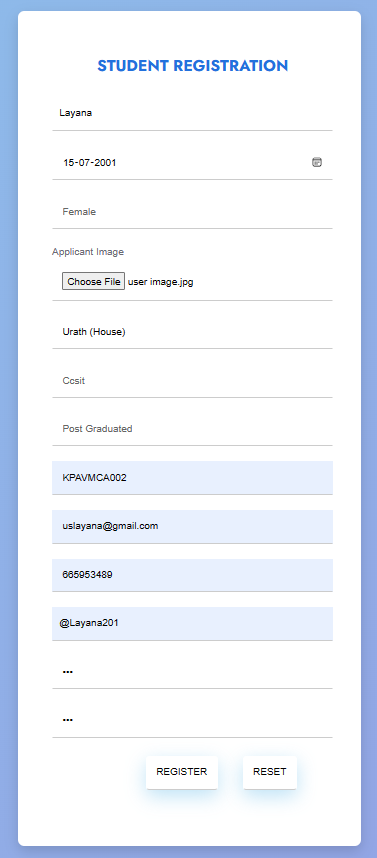 STUDENT REGISTRATION
Layana
15-07-2001
Female
Applicant Image
Choose File user image.jpg
Urath (House)
Ccsit
Post Graduated
KPAVMCA002
uslayana@gmail.com
665953489
@Layana201
•••
•••
REGISTER RESET